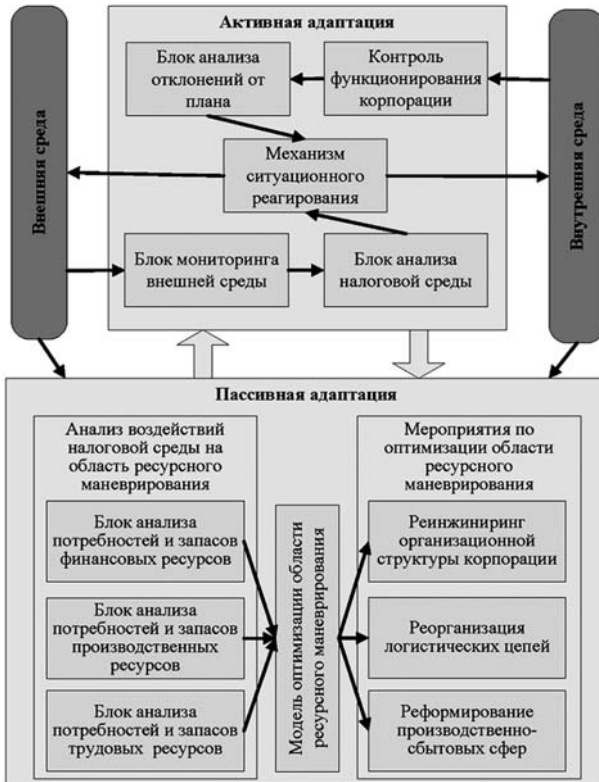 Активная адаптация
Блок анализа
отклонений от
плана
Контроль
функционирования
корпорации
Механизм
ситуационного
реагирования
Блок мониторинга
внешней среды
Блок анализа
налоговой среды
Внешняя среда
Внутренняя среда
Пассивная адаптация
Анализ воздействий
налоговой среды на
область ресурсного
маневрирования
Блок анализа
потребностей и запасов
финансовых ресурсов
Блок анализа
потребностей и запасов
производственных
ресурсов
Блок анализа
потребностей и запасов
трудовых ресурсов
Модель оптимизации области
ресурсного маневрирования
Мероприятия по
оптимизации области
ресурсного
маневрирования
Реинжиниринг
организационной
структуры корпорации
Реорганизация
логистических цепей
Реформирование
производственно-
сбытовых сфер